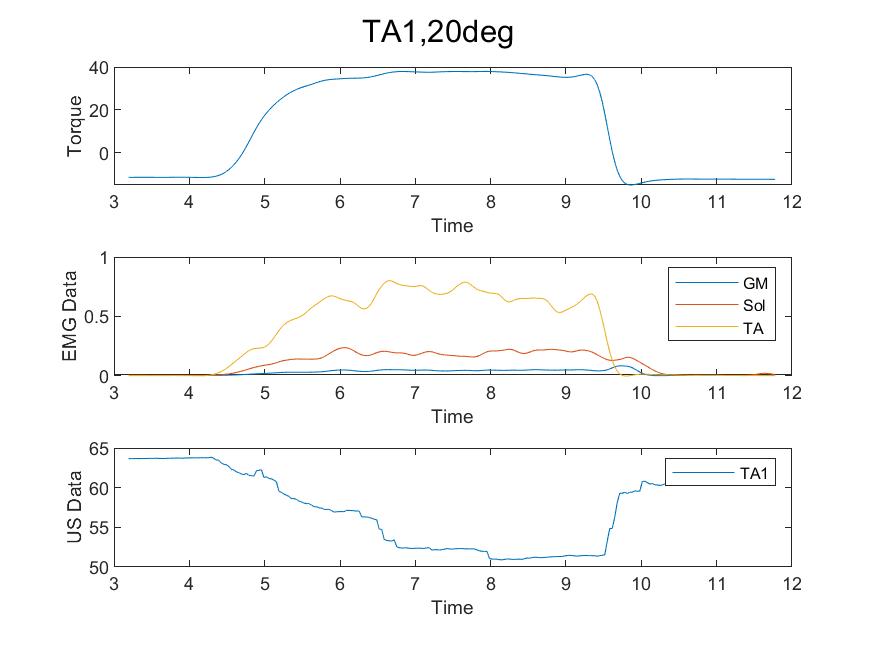 TA1,20deg
40
20
0
Torque
3 4 5 6 7 8 9 10 11 12
Time
1
0.5
0
EMG Data
GM
Sol
TA
3 4 5 6 7 8 9 10 11 12
Time
65
60
55
50
US Data
TA1
3 4 5 6 7 8 9 10 11 12
Time